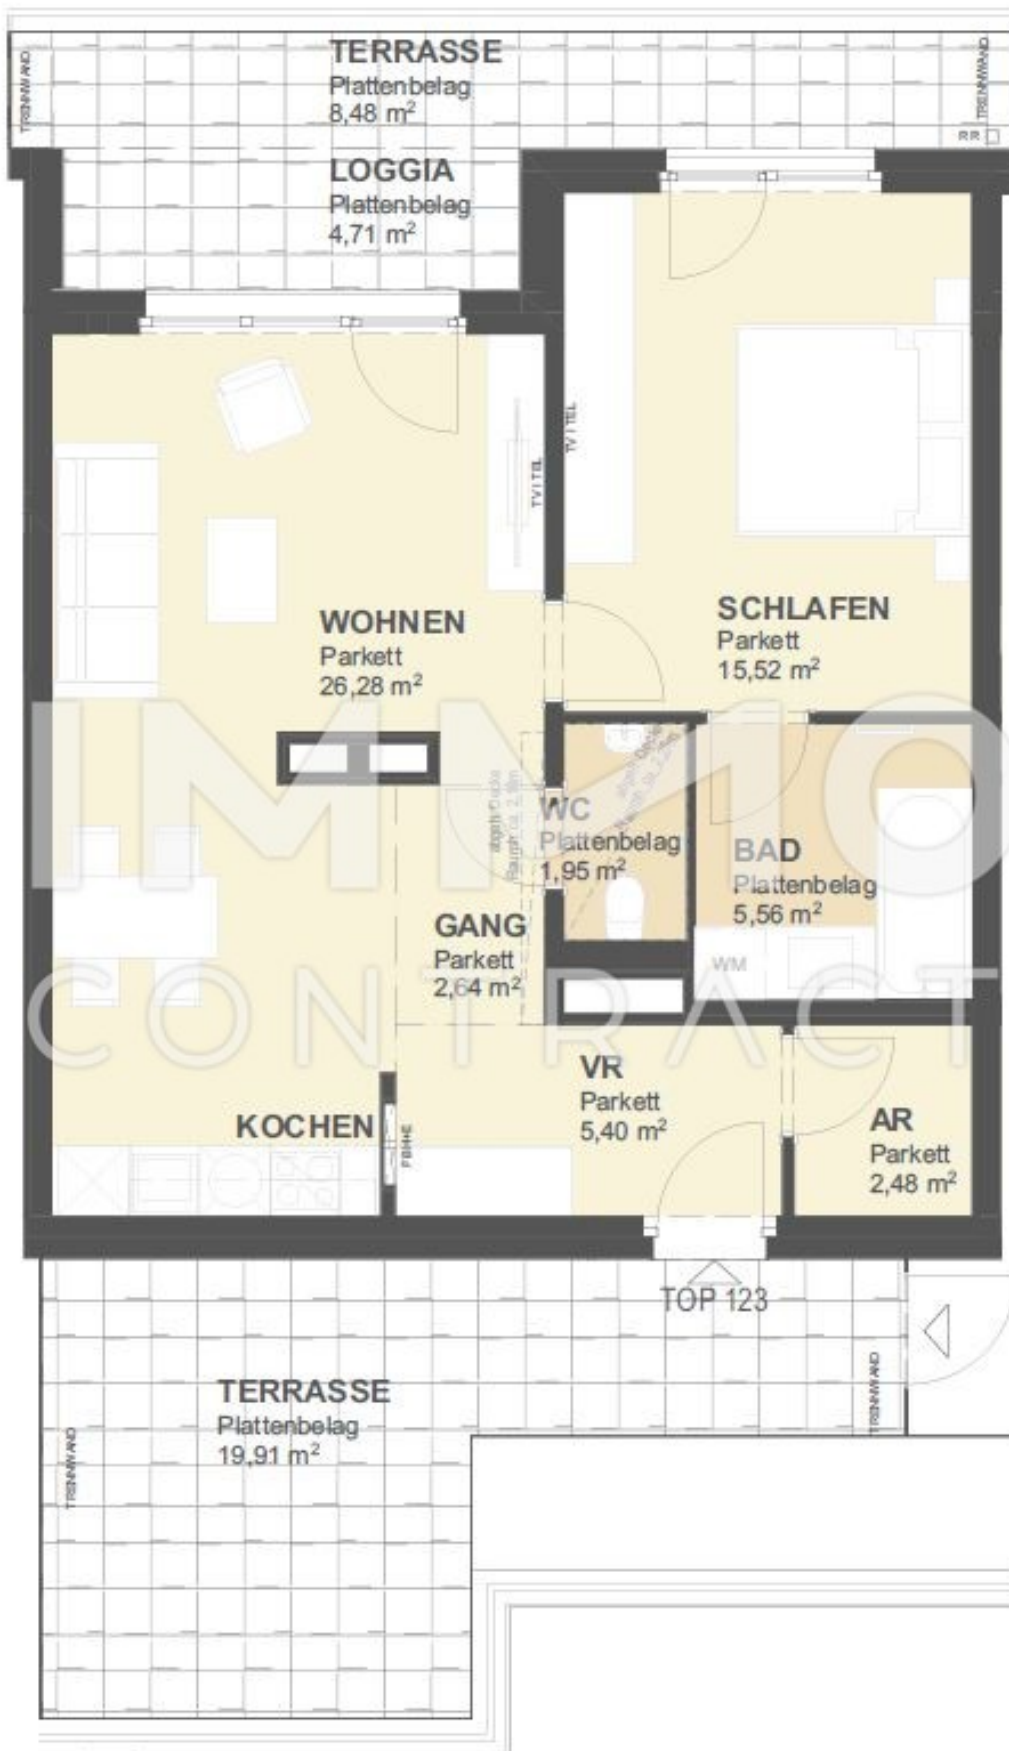 TERRASSE
Plattenbelag
8,48 m²
TRENNWAND
TRENNWAND
RR
LOGGIA
Plattenbelag
4,71 m²
TV I TEL
TV I TEL
WOHNEN
Parkett
26,28 m²
SCHLAFEN
Parkett
15,52 m²
IMMO
CONTRACT
WC
Plattenbelag
1,95 m²
BAD
Plattenbelag
5,56 m²
WM
GANG
Parkett
2,64 m²
VR
Parkett
5,40 m²
AR
Parkett
2,48 m²
KOCHEN
TOP 123
TERRASSE
Plattenbelag
19,91 m²
TRENNWAND
TRENNWAND